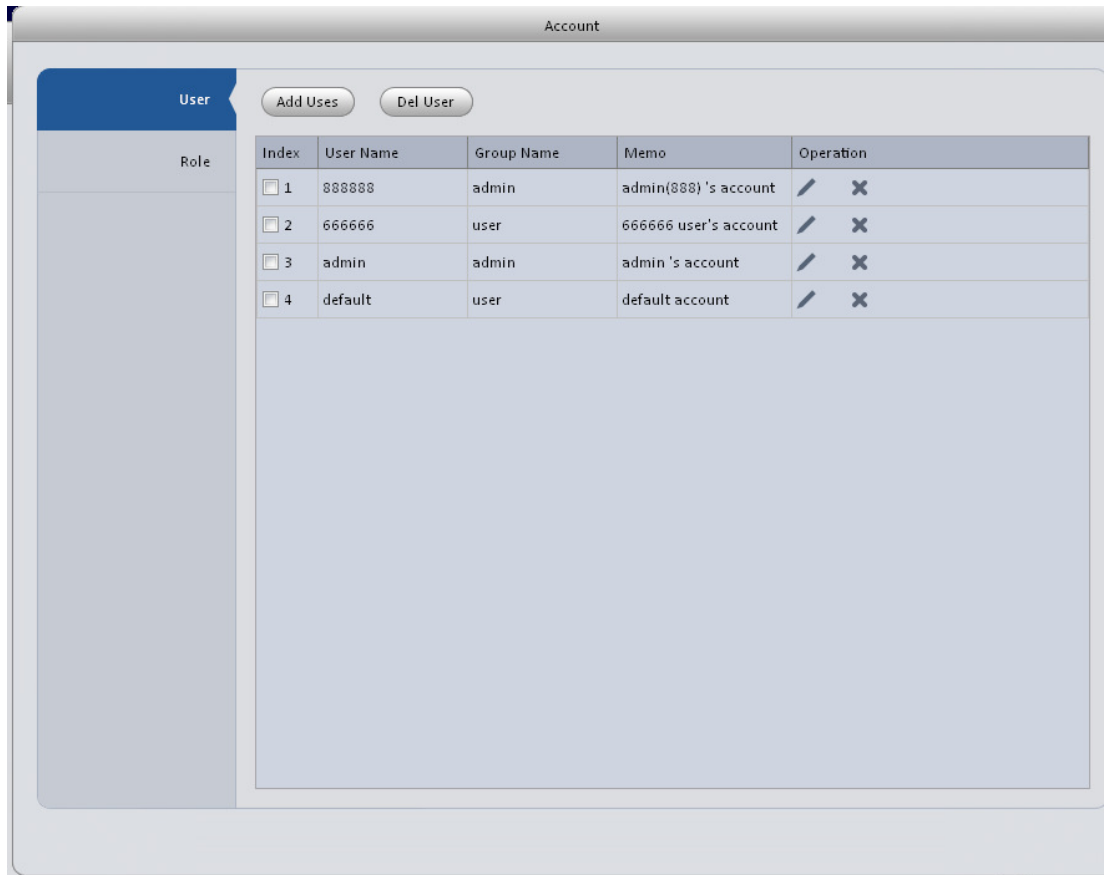 Account
User
Add Uses Del User
Role
Index User Name Group Name Memo Operation
1 888888 admin admin(888) 's account
2 666666 user 666666 user's account
3 admin admin admin 's account
4 default user default account